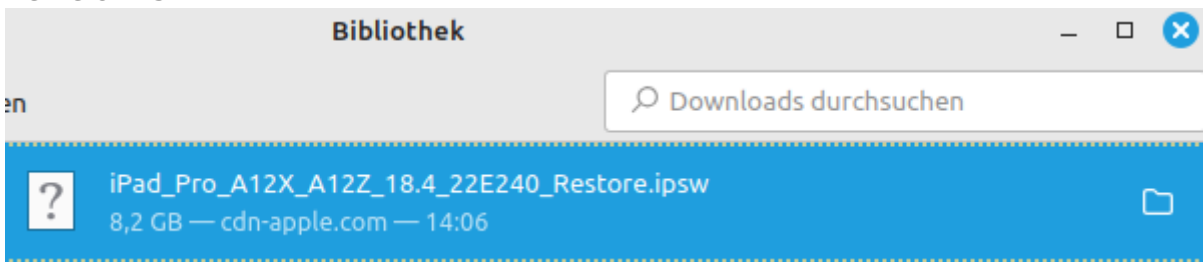 Bibliothek
en
Downloads durchsuchen
iPad_Pro_A12X_A12Z_18.4_22E240_Restore.ipsw
8,2 GB — cdn-apple.com — 14:06